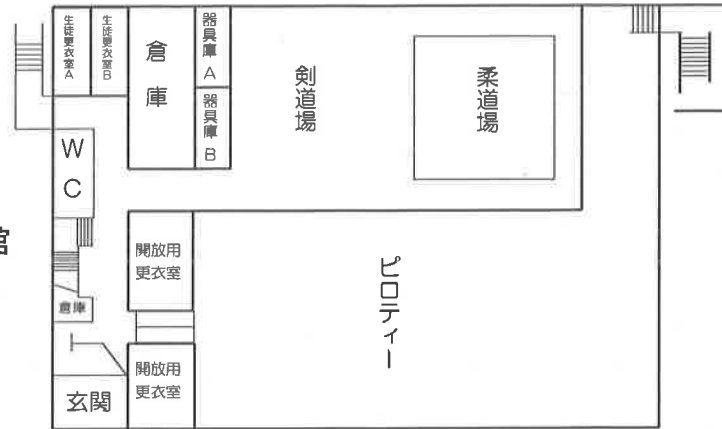 生徒更衣室A
生徒更衣室B
倉庫
器具庫A
器具庫B
剣道場
柔道場
WC
館
開放用
更衣室
ピロティー
倉庫
開放用
更衣室
玄関